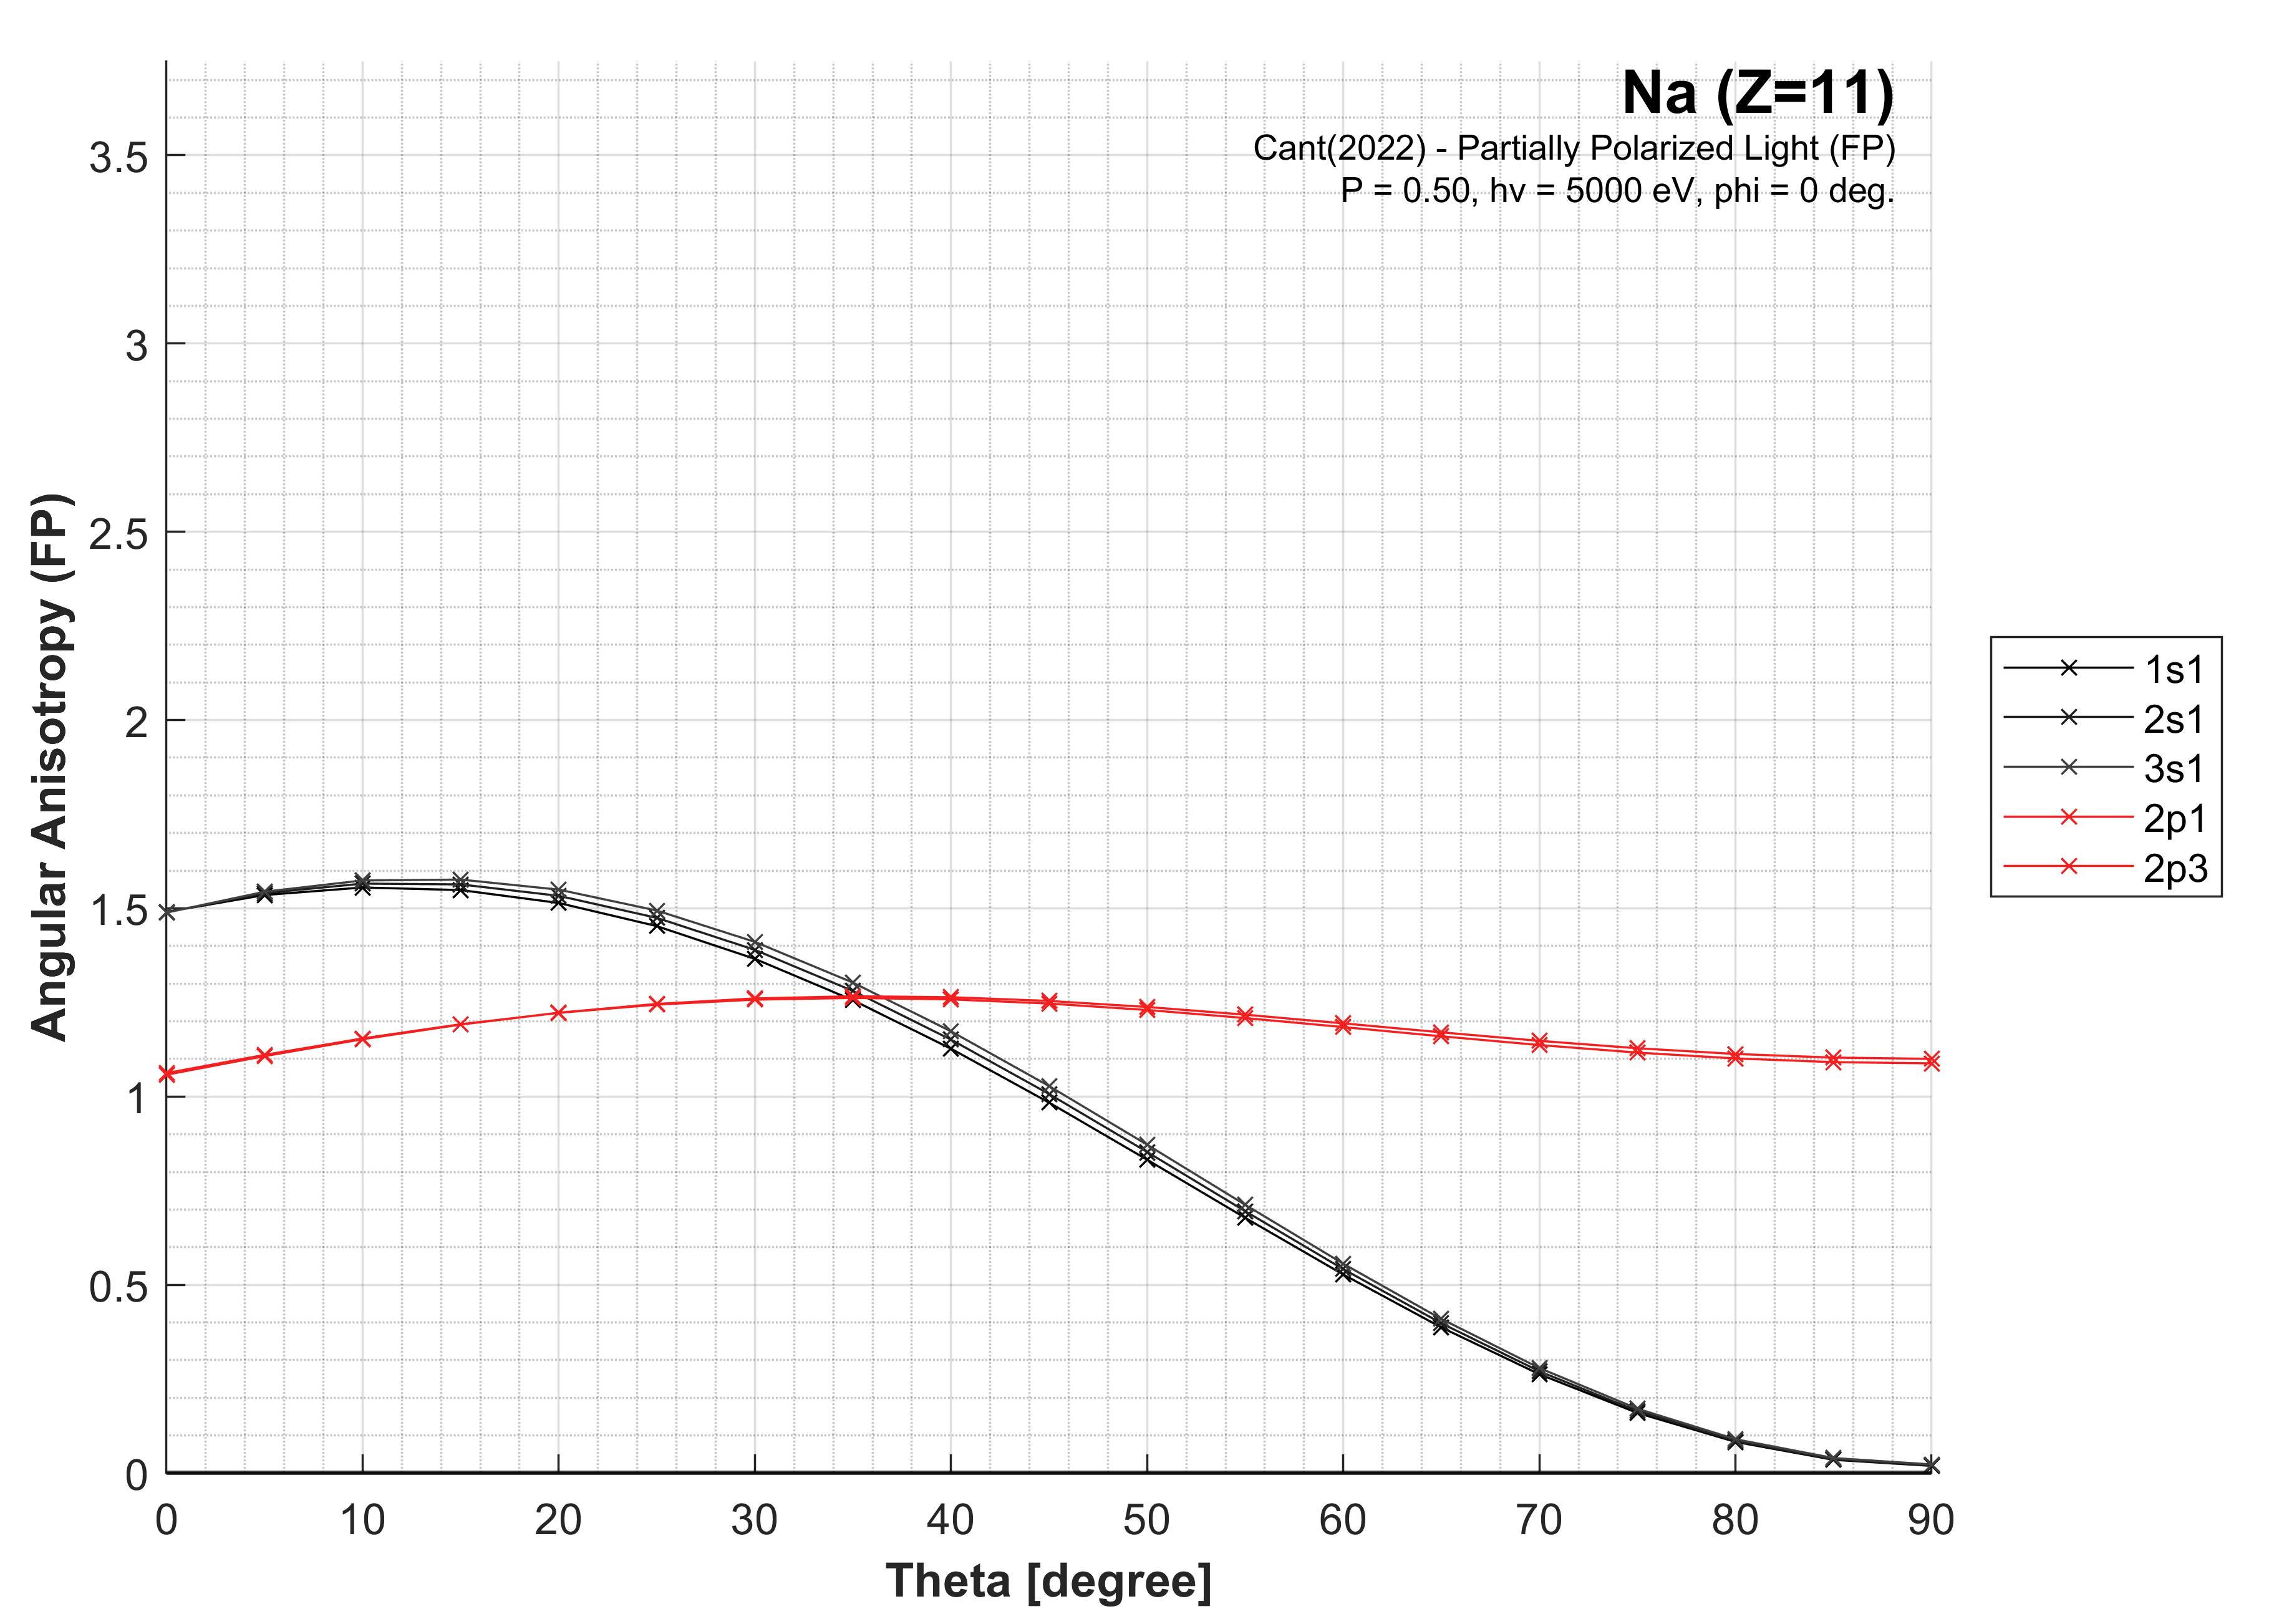 Na (Z=11)
Cant(2022) - Partially Polarized Light (FP)
P = 0.50, hv = 5000 eV, phi = 0 deg.
Angular Anisotropy (FP)
3.5
3
2.5
2
1.5
1
0.5
0
0 10 20 30 40 50 60 70 80 90
Theta [degree]
1s1
2s1
3s1
2p1
2p3